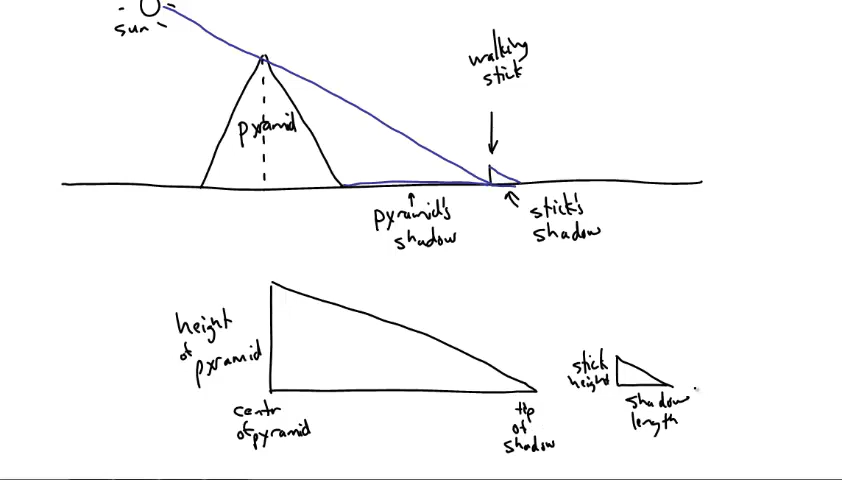 sun
walking
stick
pyramid
pyramid's
shadow
stick's
shadow
height
of
pyramid
centr
of pyramid
tip
of
shadow
stick
height
shadow
length